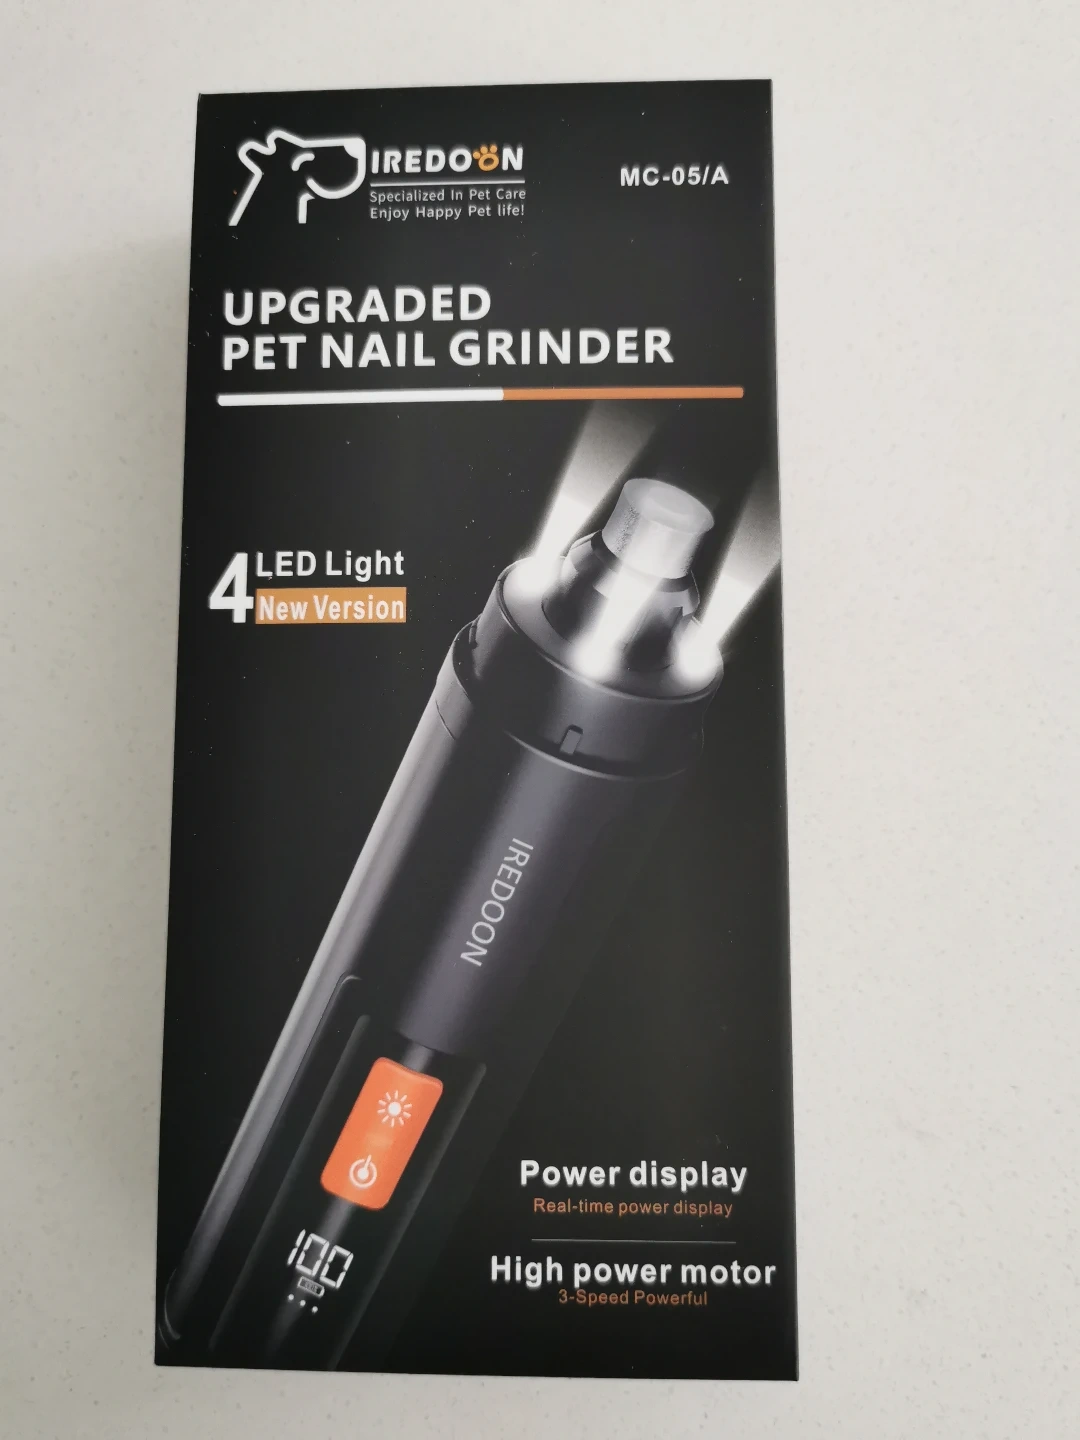 IREDOON
Specialized In Pet Care
Enjoy Happy Pet life!
MC-05/A
UPGRADED
PET NAIL GRINDER
4 LED Light
New Version
IREDOON
100
Power display
Real-time power display
High power motor
3-Speed Powerful